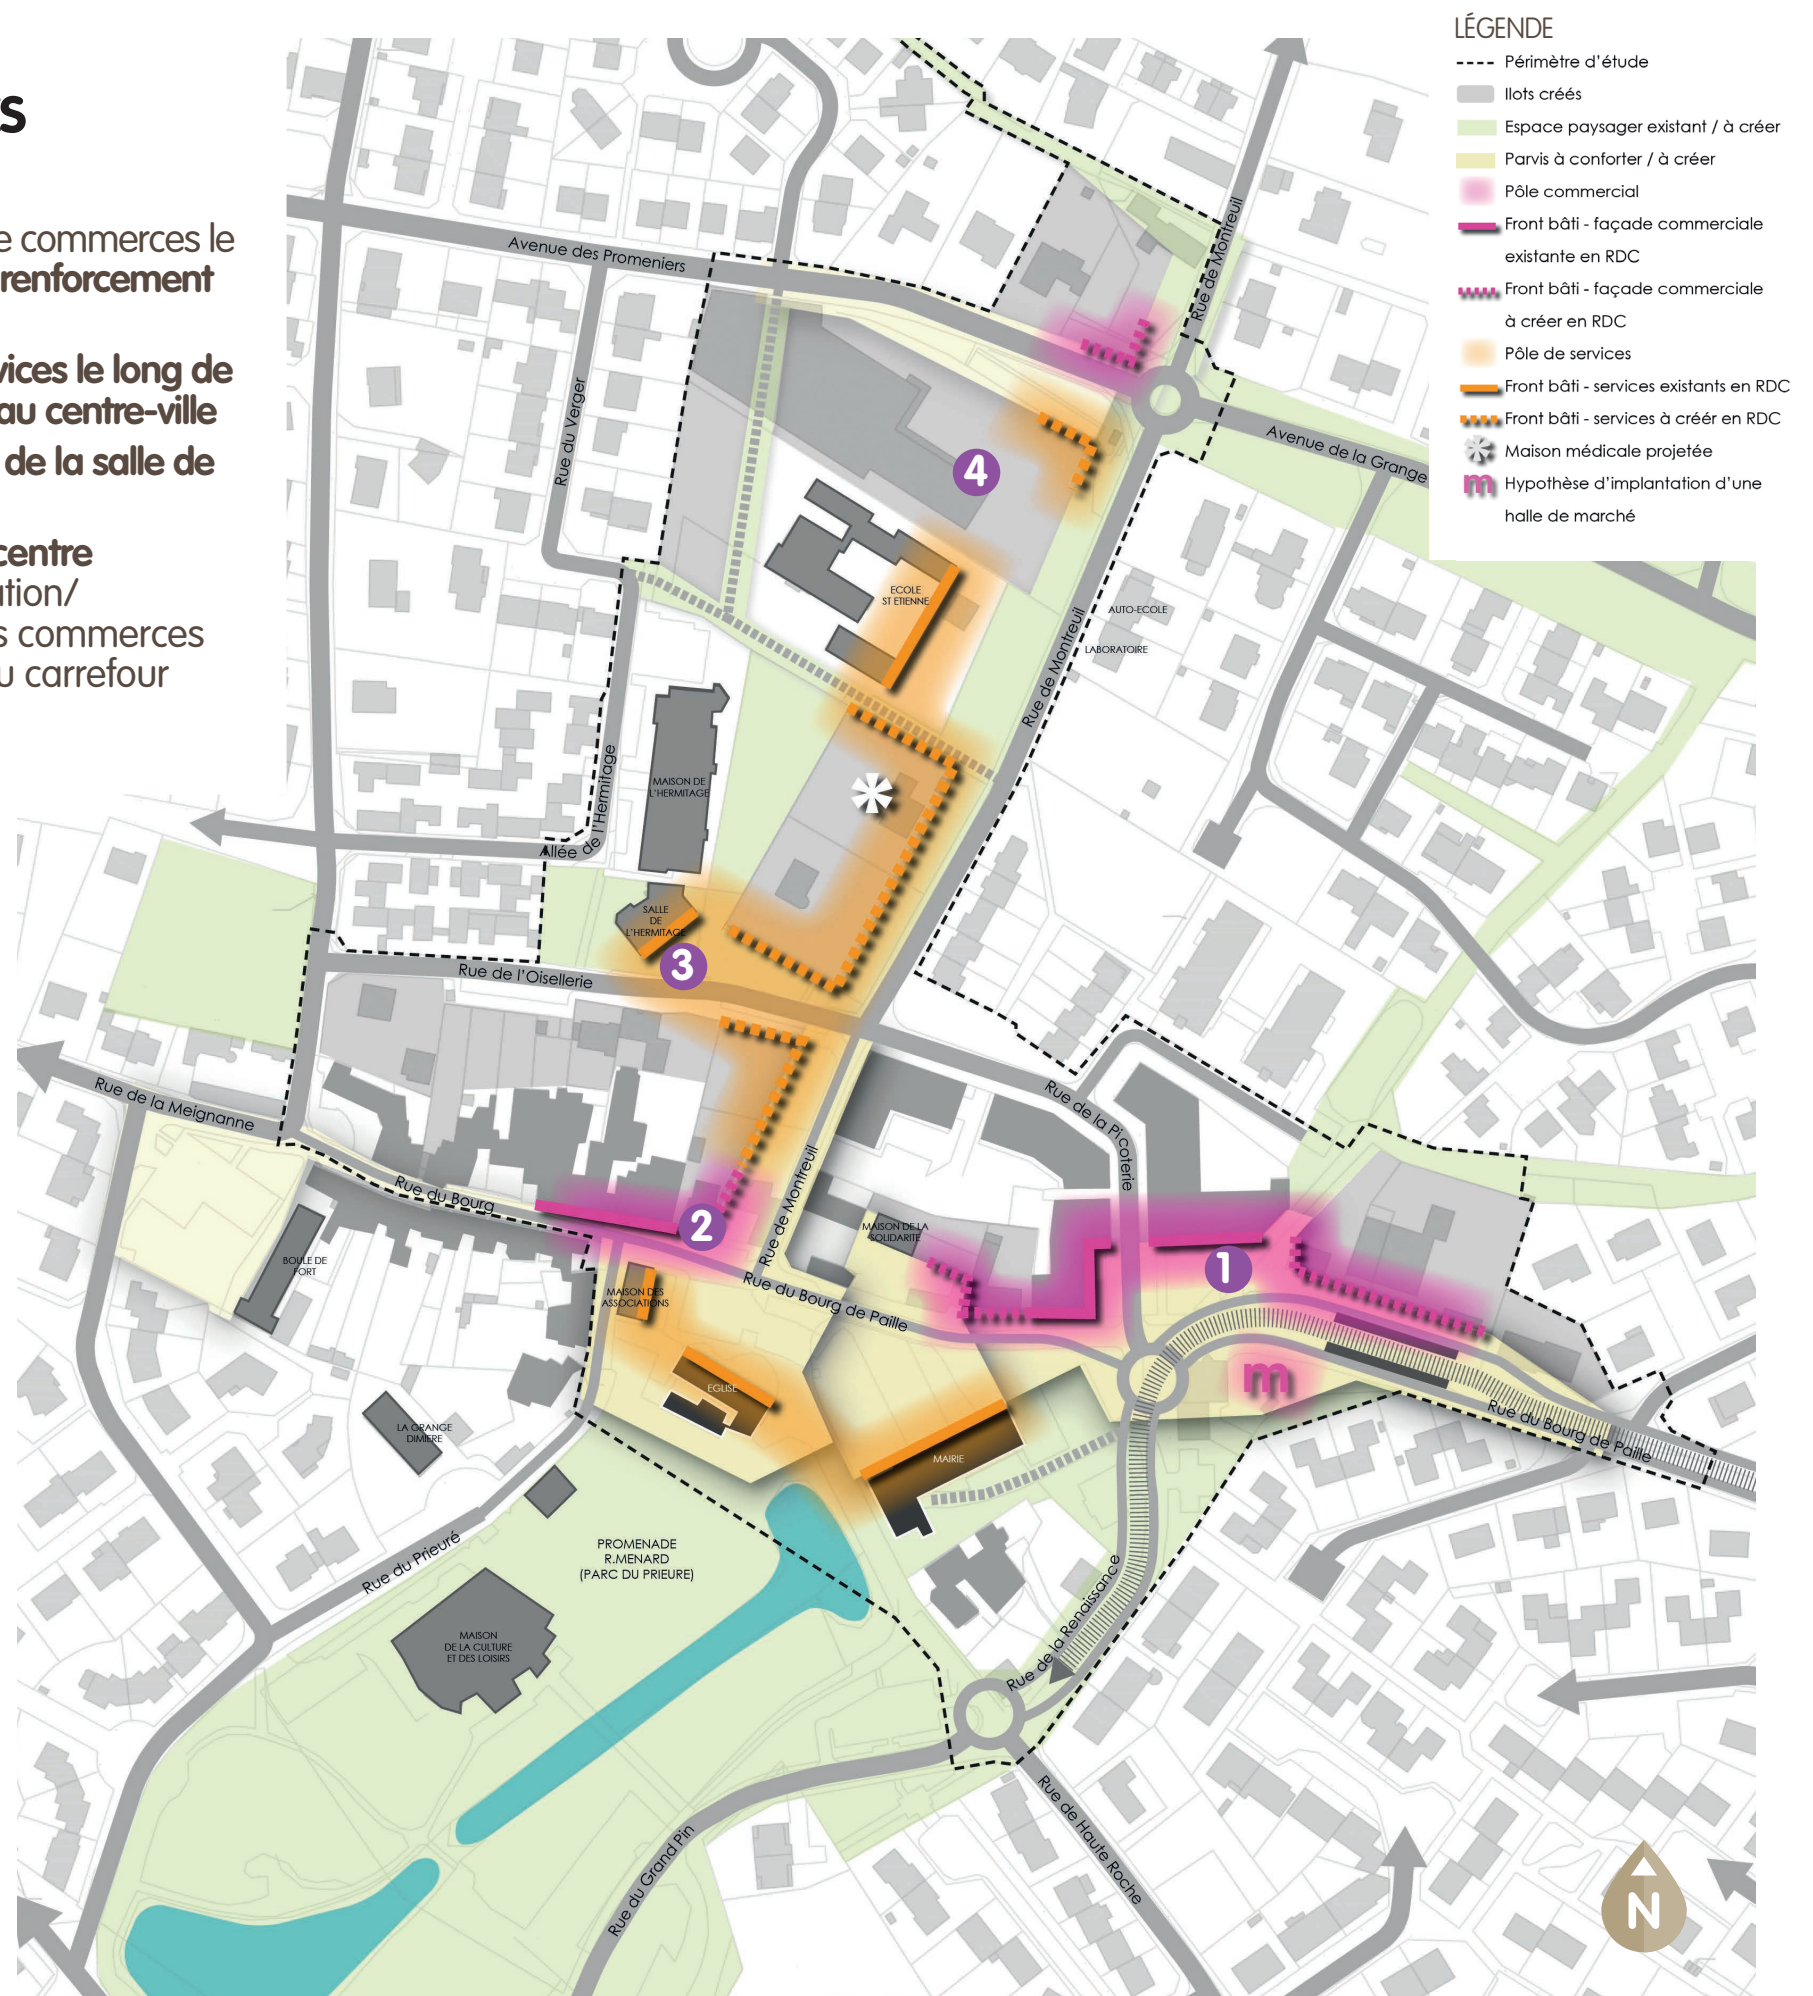 s
e commerces le
renforcement
vices le long de
au centre-ville
de la salle de
centre
ation/
s commerces
u carrefour
LÉGENDE
Périmètre d'étude
Ilots créés
Espace paysager existant / à créer
Parvis à conforter / à créer
Pôle commercial
Front bâti - façade commerciale
existante en RDC
Front bâti - façade commerciale
à créer en RDC
Pôle de services
Front bâti - services existants en RDC
Front bâti - services à créér en RDC
Maison médicale projetée
m Hypothèse d'implantation d'une
halle de marché
Avenue des Promeniers
Rue de Montreuil
Rue du Verger
Avenue de la Grange
4
ECOLE
ST ETIENNE
AUTO-ECOLE
LABORATOIRE
Rue de Montreuil
MAISON DE
L'HERMITAGE
Allée de l'Hermitage
SALLE
DE
L'HERMITAGE
3
Rue de l'Oisellerie
Rue de la Meignanne
Rue de la Picoterie
Rue du Bourg
Rue de Montreuil
2
MAISON DE LA
SOLIDARITE
1
BOULE DE
FORT
MAISON DES
ASSOCIATIONS
Rue du Bourg de Paille
m
EGLISE
MAIRIE
Rue du Bourg de Paille
LA GRANGE
DIMIERE
PROMENADE
R.MENARD
(PARC DU PRIEURE)
Rue du Prieuré
MAISON
DE LA CULTURE
ET DES LOISIRS
Rue de la Renaissance
Rue du Grand Pin
Rue de Haute Roche
N